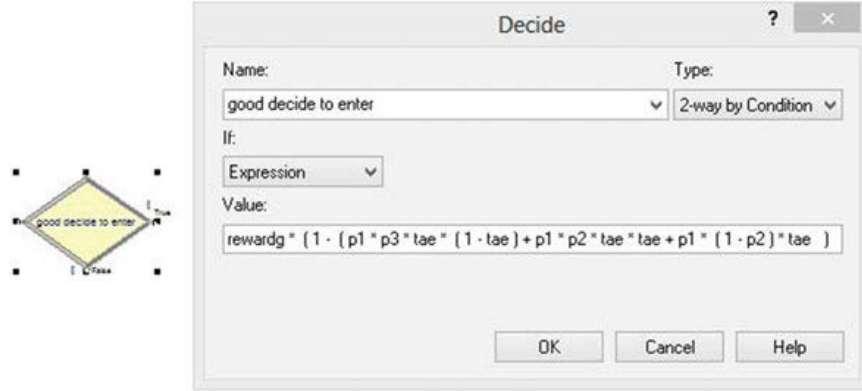 Decide
?
Name:
Type:
good decide to enter
2-way by Condition
If:
Expression
Value:
rewardg * ( 1 - ( p1 * p3 * tae * ( 1 - tae ) + p1 * p2 * tae * tae + p1 * ( 1 - p2 ) * tae )
OK
Cancel
Help
good decide to enter
True
False